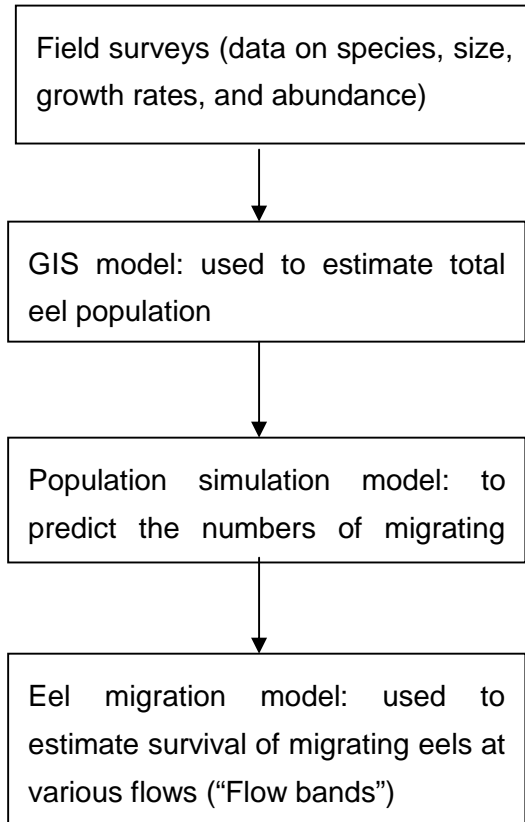 Field surveys (data on species, size,
growth rates, and abundance)
GIS model: used to estimate total
eel population
Population simulation model: to
predict the numbers of migrating
Eel migration model: used to
estimate survival of migrating eels at
various flows (“Flow bands”)